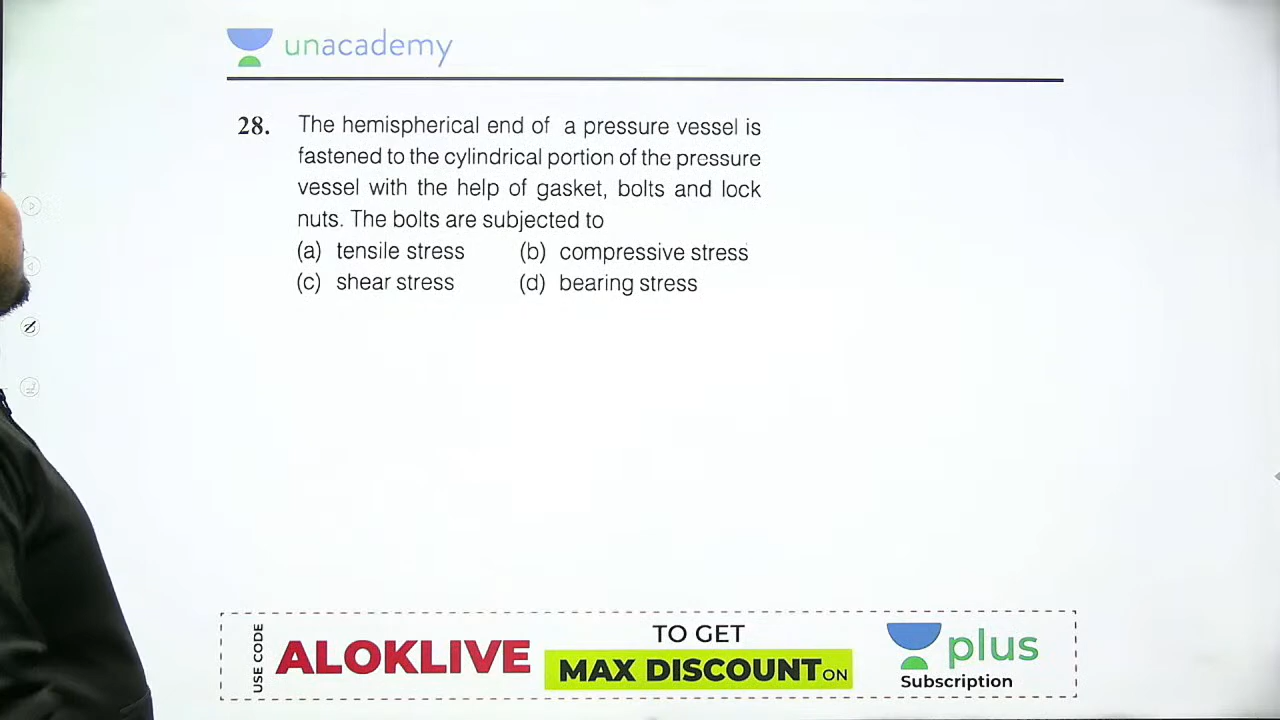 unacademy
28. The hemispherical end of a pressure vessel is
fastened to the cylindrical portion of the pressure
vessel with the help of gasket, bolts and lock
nuts. The bolts are subjected to
(a) tensile stress (b) compressive stress
(c) shear stress (d) bearing stress
USE CODE
ALOKLIVE
TO GET
MAX DISCOUNT ON
plus
Subscription